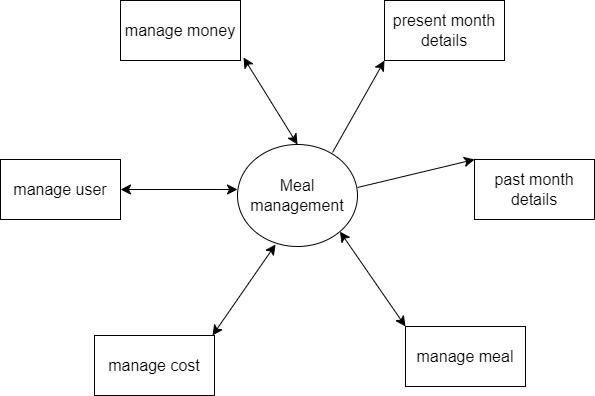 manage money
present month
details
Meal
management
manage user
past month
details
manage cost
manage meal